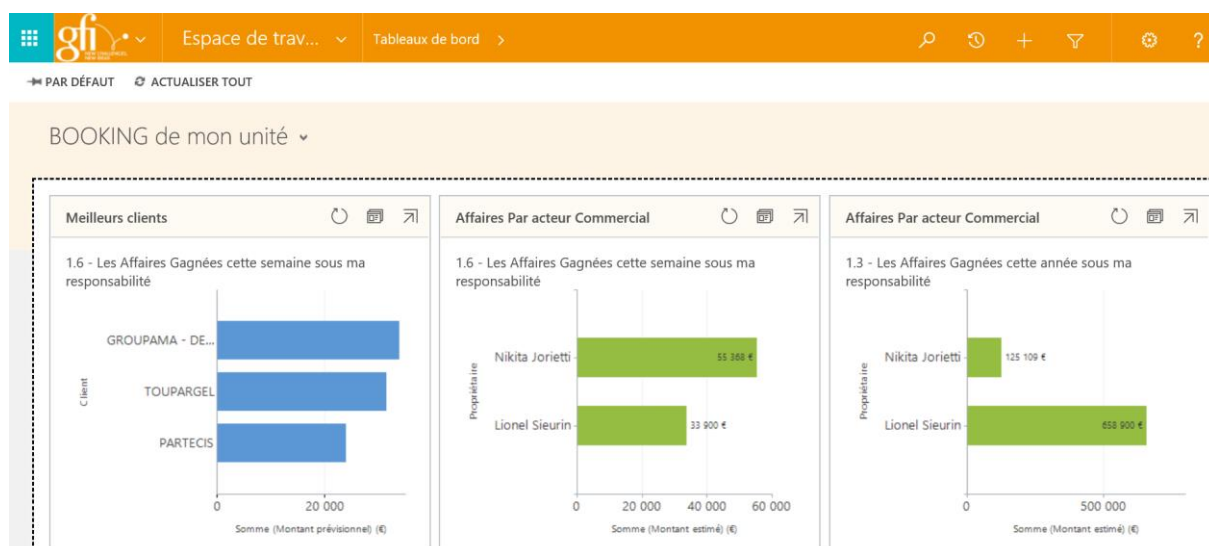 gfi
Espace de trav...
Tableaux de bord >
?
PAR DÉFAUT
ACTUALISER TOUT
BOOKING de mon unité
Meilleurs clients
1.6 - Les Affaires Gagnées cette semaine sous ma
responsabilité
Client
GROUPAMA - DE...
TOUPARGEL
PARTECIS
0
20 000
Somme (Montant prévisionnel) (€)
Affaires Par acteur Commercial
1.6 - Les Affaires Gagnées cette semaine sous ma
responsabilité
Propriétaire
Nikita Jorietti
55 368 €
Lionel Sieurin
33 900 €
0
20 000
40 000
60 000
Somme (Montant estimé) (€)
Affaires Par acteur Commercial
1.3 - Les Affaires Gagnées cette année sous ma
responsabilité
Propriétaire
Nikita Jorietti
125 109 €
Lionel Sieurin
658 900 €
0
500 000
Somme (Montant estimé) (€)